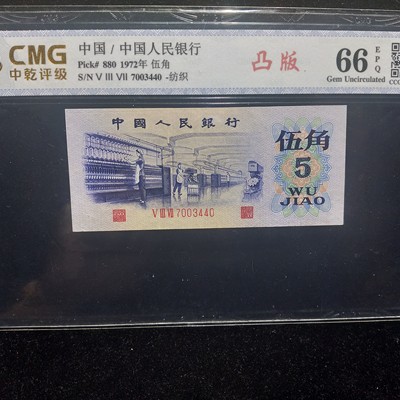 CMG
中乾评级
中国 / 中国人民银行
Pick# 880 1972年 伍角
S/N V III VII 7003440 -纺织
凸版
66
EPQ
Gem Uncirculated
中國人民银行
伍角
5
WU
JIAO
V III VII 7003440